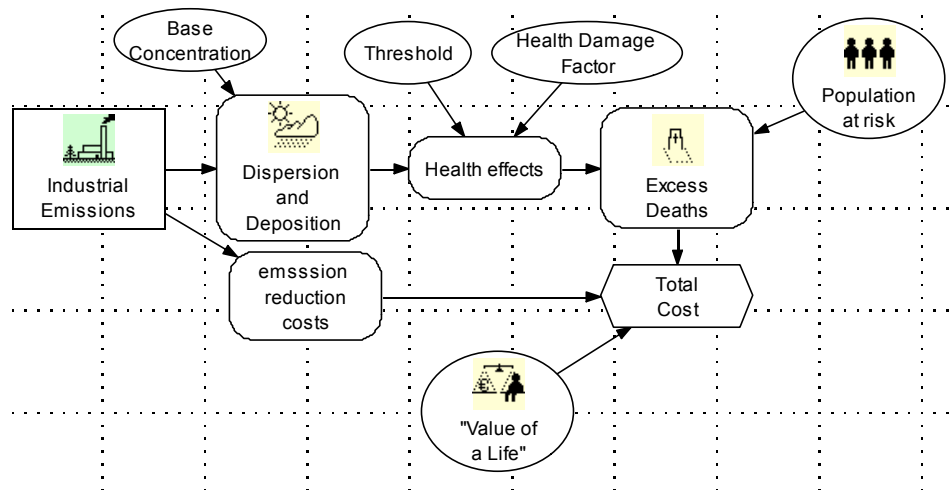 Base
Concentration
Threshold
Health Damage
Factor
Population
at risk
Industrial
Emissions
Dispersion
and
Deposition
Health effects
Excess
Deaths
emsssion
reduction
costs
Total
Cost
€
"Value of
a Life"